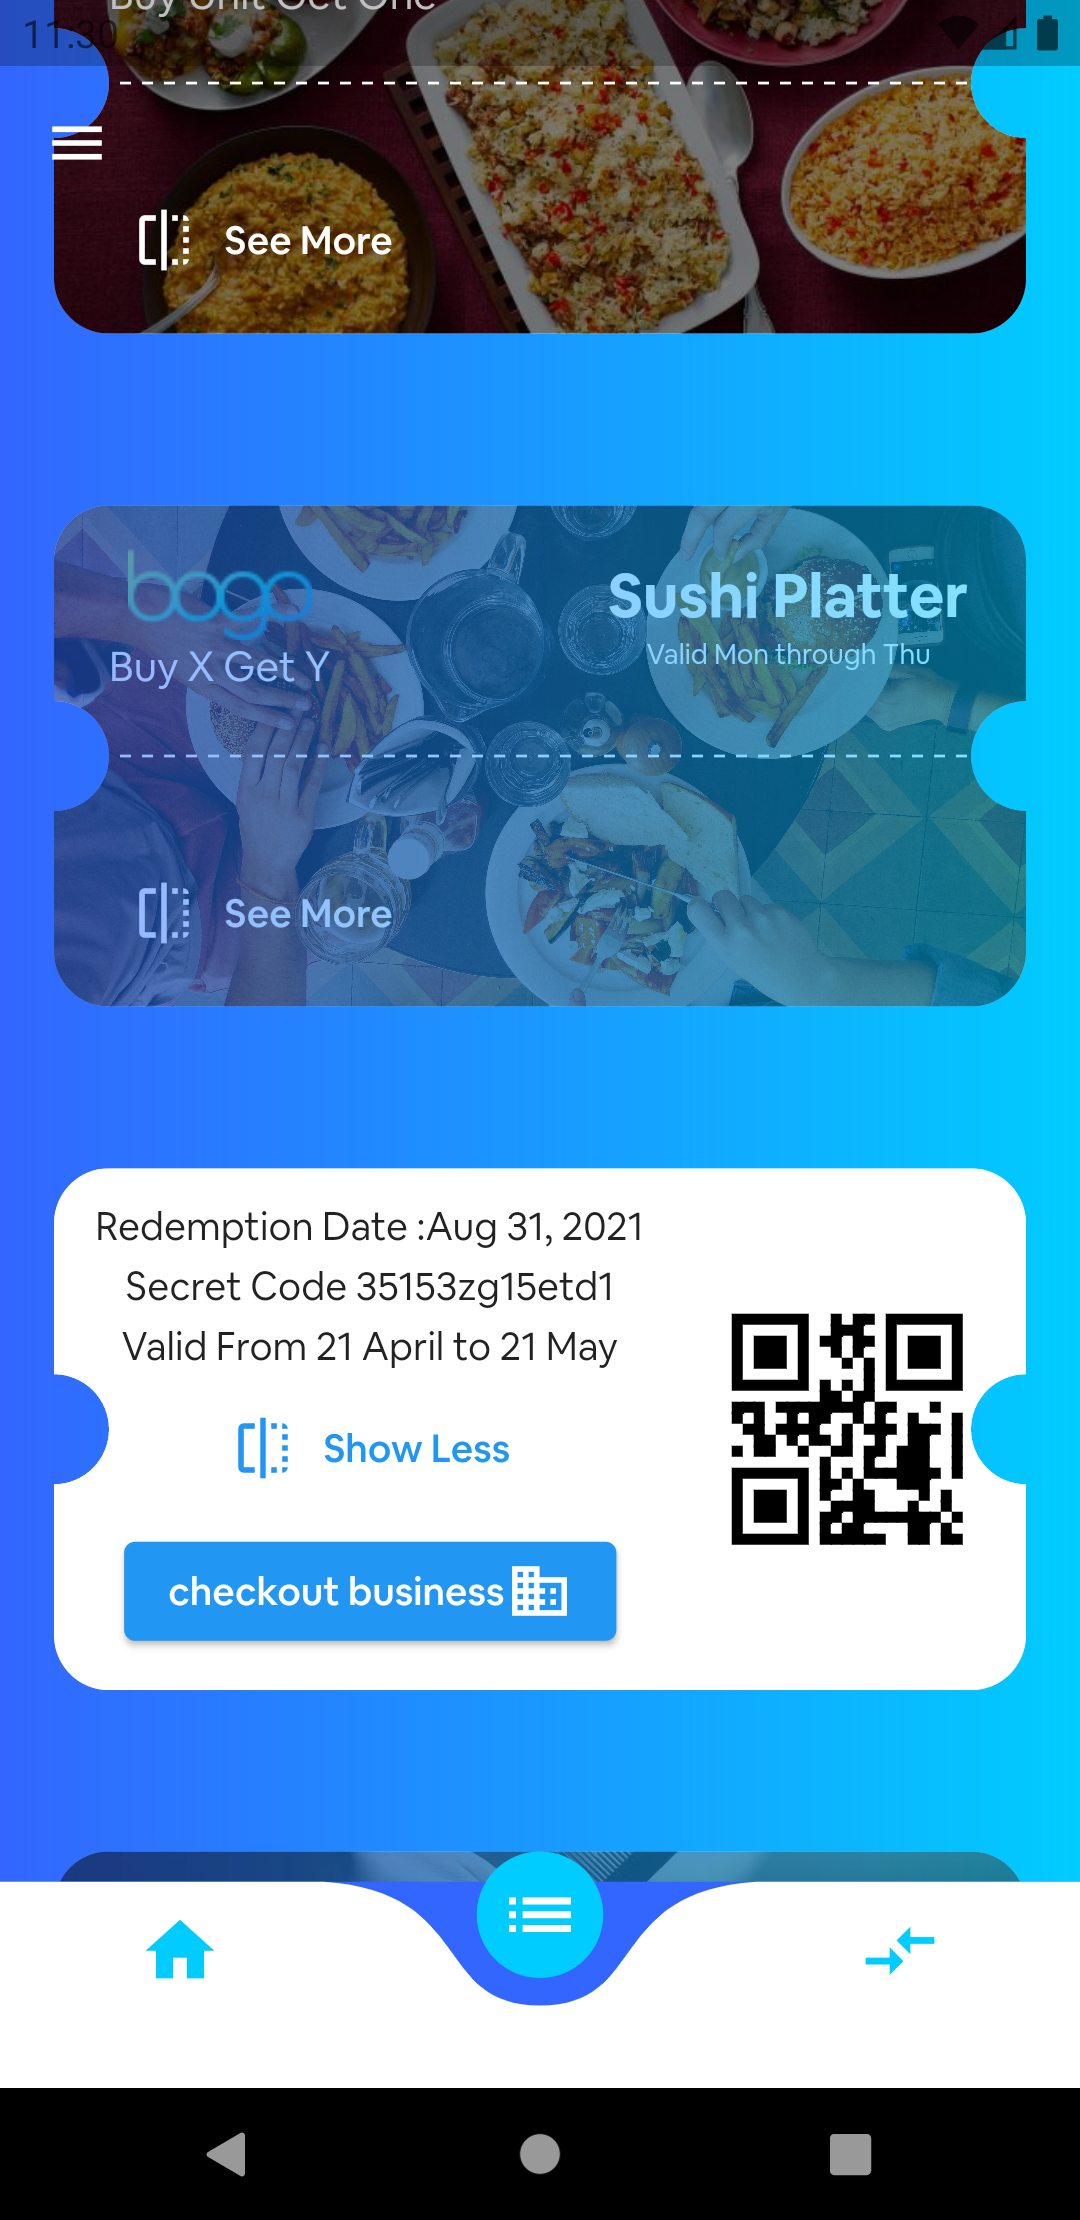 Buy Unit Get One
11:30
See More
bogo
Sushi Platter
Buy X Get Y
Valid Mon through Thu
See More
Redemption Date :Aug 31, 2021
Secret Code 35153zg15etd1
Valid From 21 April to 21 May
Show Less
checkout business